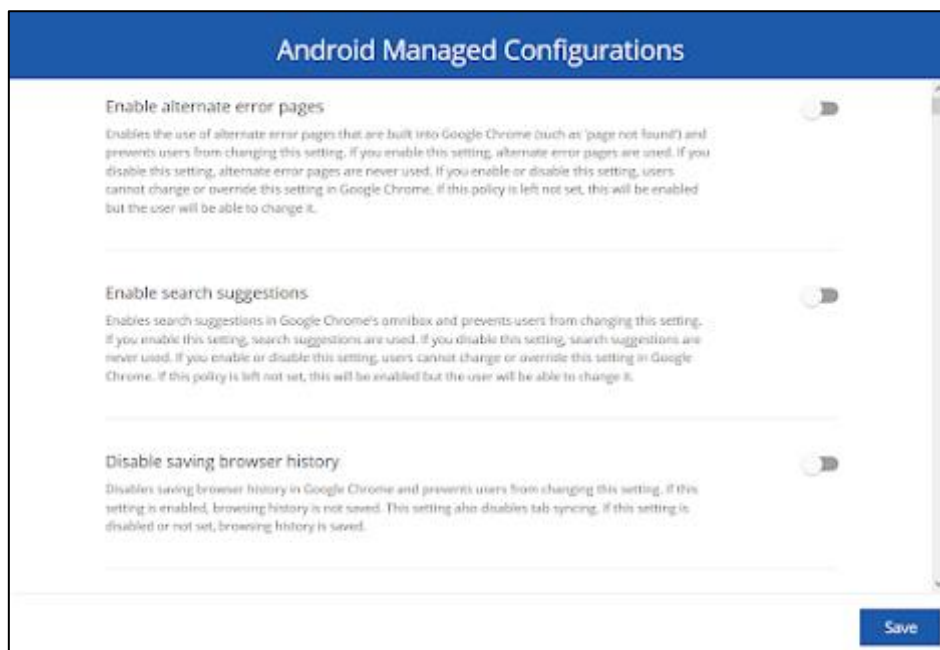 Android Managed Configurations
Enable alternate error pages
Enables the use of alternate error pages that are built into Google Chrome (such as 'page not found') and
prevents users from changing this setting. If you enable this setting, alternate error pages are used. If you
disable this setting, alternate error pages are never used. If you enable or disable this setting, users
cannot change or override this setting in Google Chrome. If this policy is left not set, this will be enabled
but the user will be able to change it.
Enable search suggestions
Enables search suggestions in Google Chrome's omnibox and prevents users from changing this setting.
If you enable this setting, search suggestions are used. If you disable this setting, search suggestions are
never used. If you enable or disable this setting, users cannot change or override this setting in Google
Chrome. If this policy is left not set, this will be enabled but the user will be able to change it.
Disable saving browser history
Disables saving browser history in Google Chrome and prevents users from changing this setting. If this
setting is enabled, browsing history is not saved. This setting also disables tab syncing. If this setting is
disabled or not set, browsing history is saved.
Save